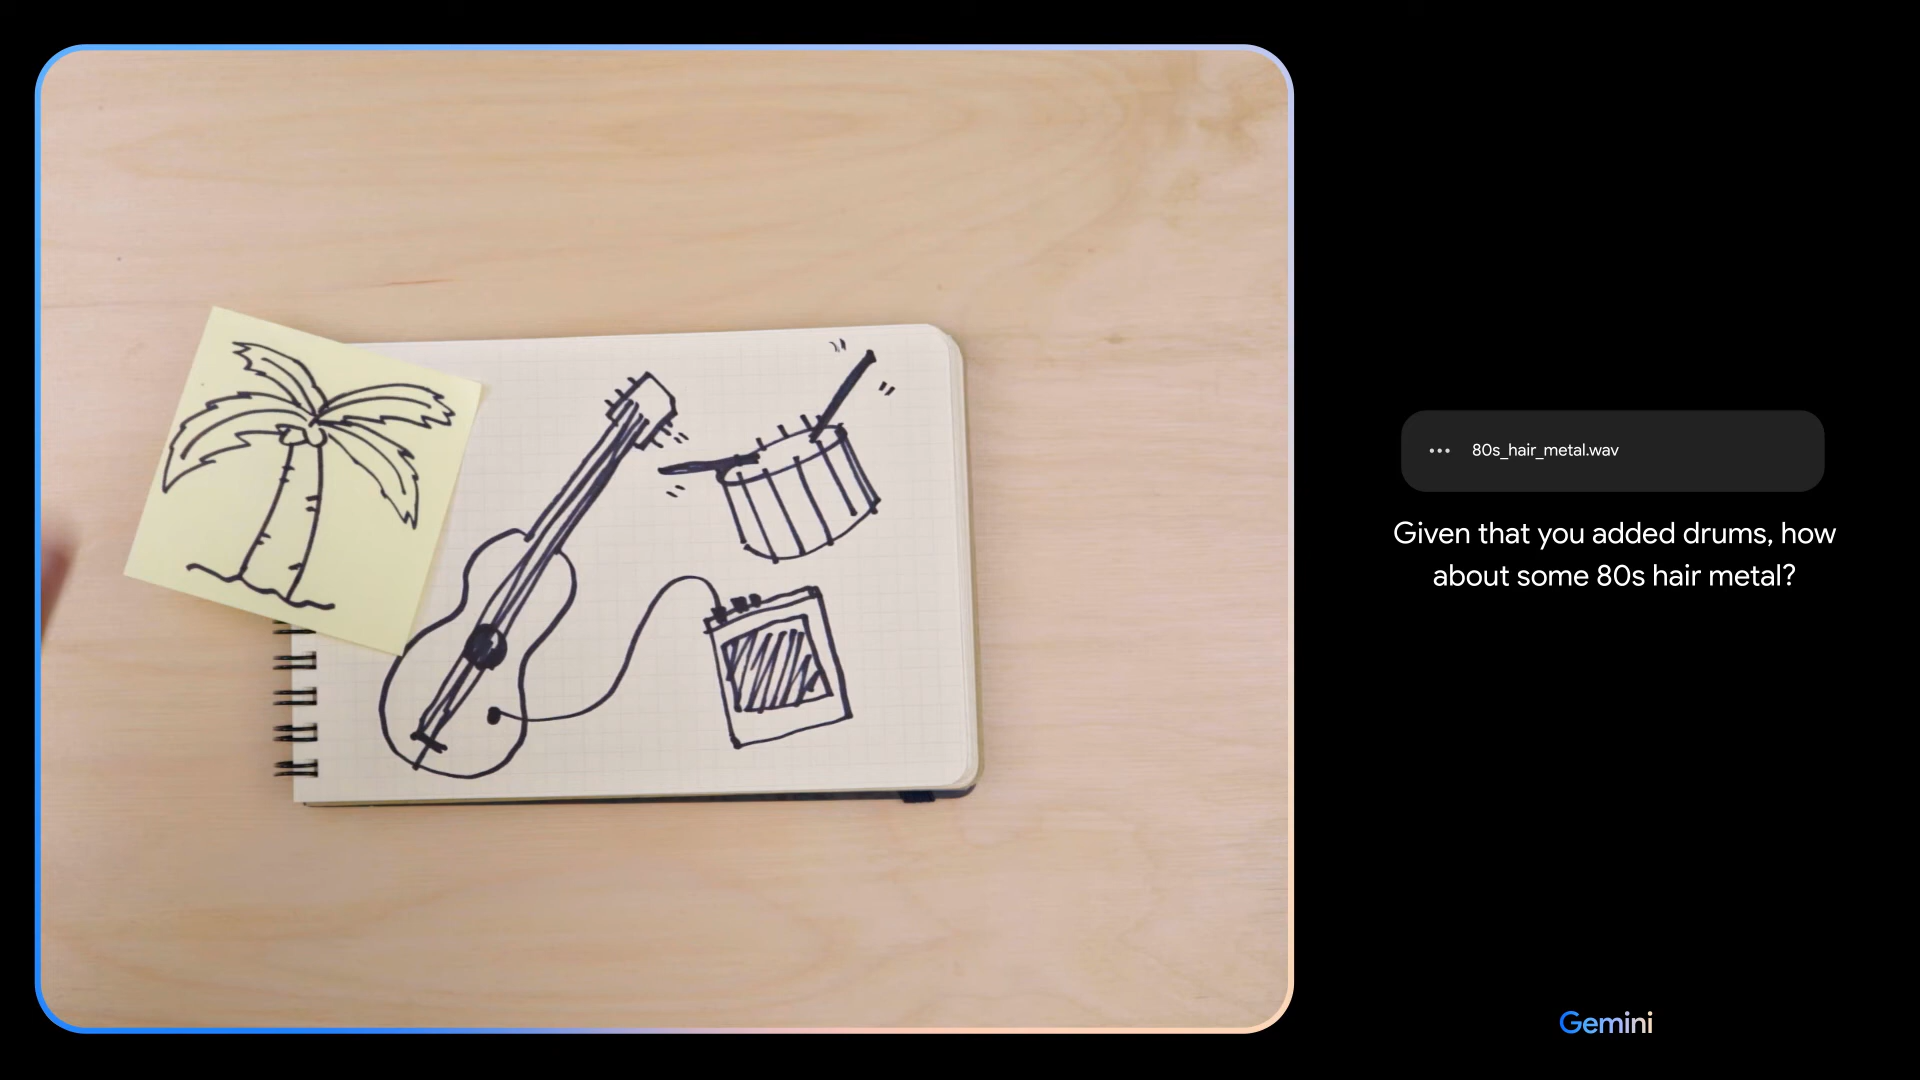 80s_hair_metal.wav
Given that you added drums, how
about some 80s hair metal?
Gemini